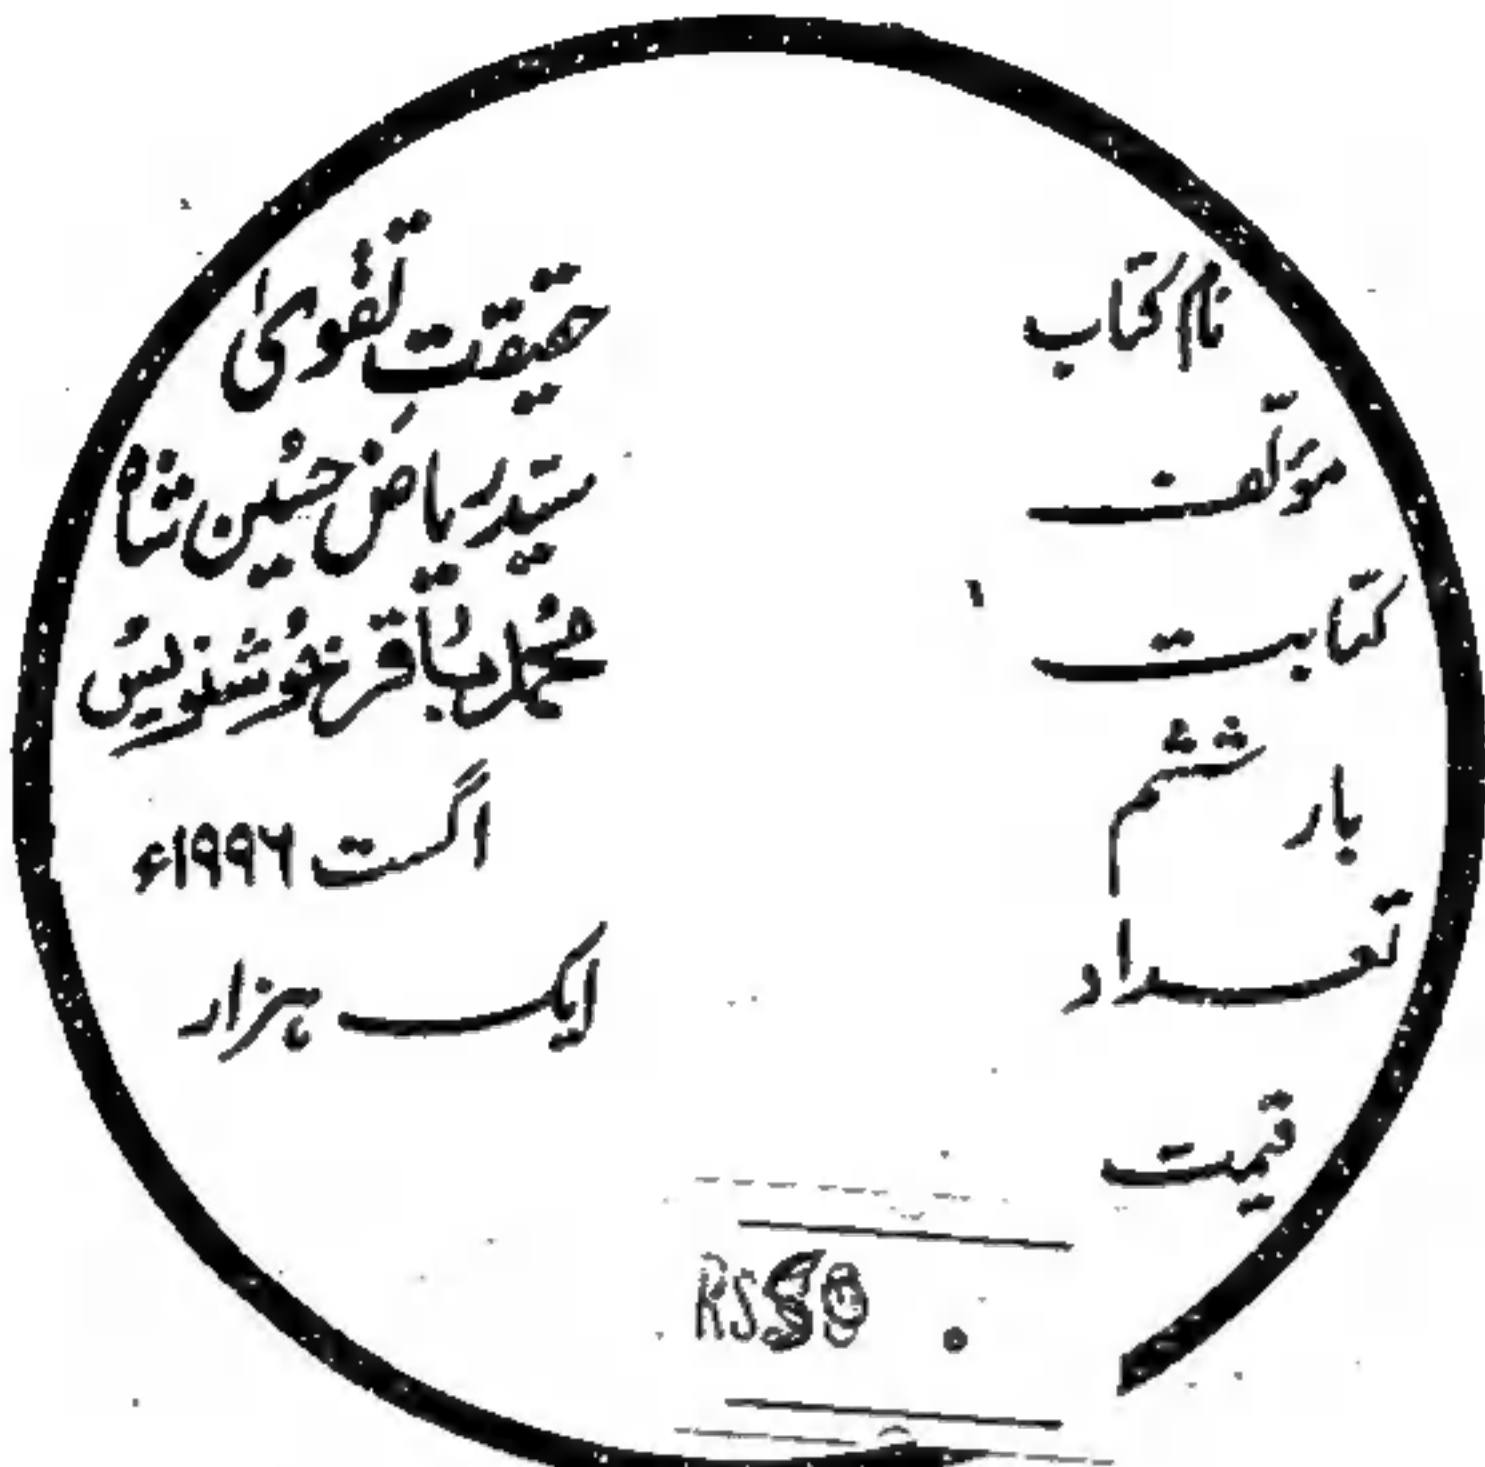 نام کتاب حقیقتِ تقویٰ
مؤلف سید ریاض حسین شاہ
کتابت محمد باقر خوشنویس
بار ششم اگست ۱۹۹۶ء
تعداد ایک ہزار
قیمت
RS